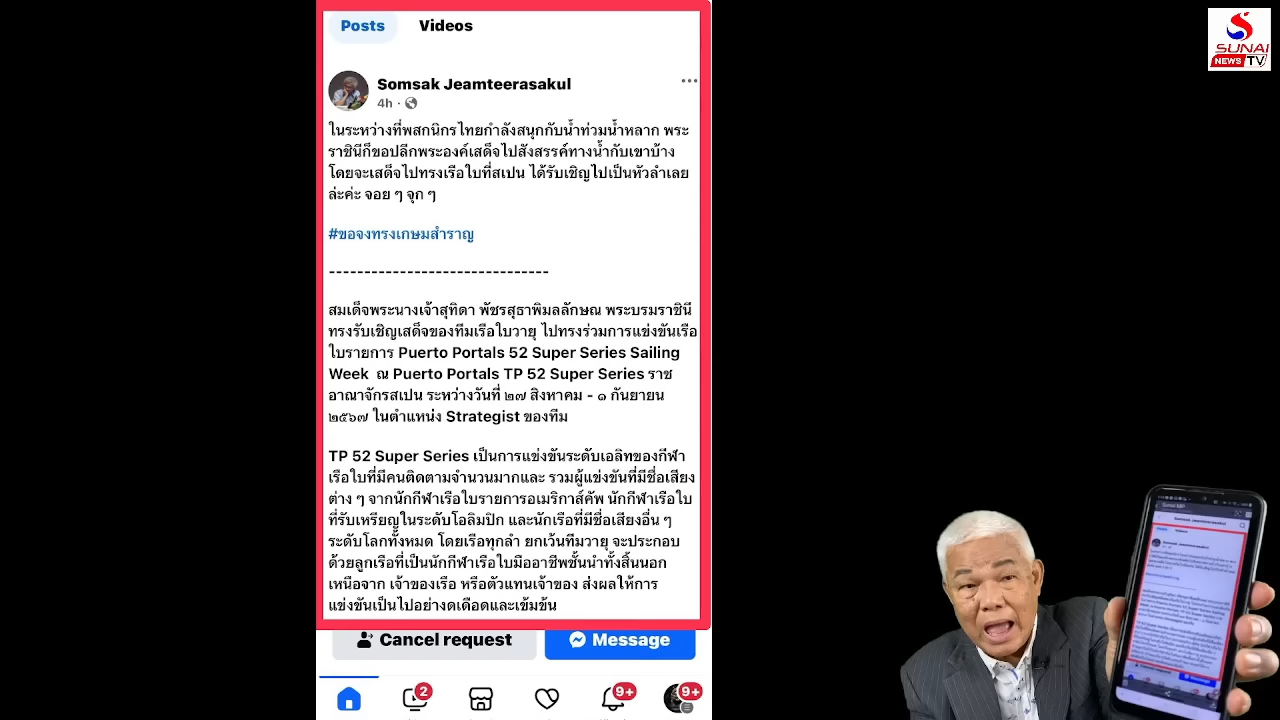 Posts Videos
SUNAI
NEWS TV
Somsak Jeamteerasakul
4h
ในระหว่างที่พสกนิกรไทยกำลังสนุกกับน้ำท่วมน้ำหลาก พระ
ราชินีก็ขอปลีกพระองค์เสด็จไปสังสรรค์ทางน้ำกับเขาบ้าง
โดยจะเสด็จไปทรงเรือใบที่สเปน ได้รับเชิญไปเป็นหัวลำเลย
ล่ะค่ะ จอย ๆ จุก ๆ
#ขอจงทรงเกษมสำราญ
-------------------------------
สมเด็จพระนางเจ้าสุทิดา พัชรสุธาพิมลลักษณ พระบรมราชินี
ทรงรับเชิญเสด็จของทีมเรือใบวายุ ไปทรงร่วมการแข่งขันเรือ
ใบรายการ Puerto Portals 52 Super Series Sailing
Week ณ Puerto Portals TP 52 Super Series ราช
อาณาจักรสเปน ระหว่างวันที่ ๒๗ สิงหาคม - ๑ กันยายน
๒๕๖๗ ในตำแหน่ง Strategist ของทีม
TP 52 Super Series เป็นการแข่งขันระดับเอลิทของกีฬา
เรือใบที่มีคนติดตามจำนวนมากและ รวมผู้แข่งขันที่มีชื่อเสียง
ต่าง ๆ จากนักกีฬาเรือใบรายการอเมริกาส์คัพ นักกีฬาเรือใบ
ที่รับเหรียญในระดับโอลิมปิก และนักเรือที่มีชื่อเสียงอื่น ๆ
ระดับโลกทั้งหมด โดยเรือทุกลำ ยกเว้นทีมวายุ จะประกอบ
ด้วยลูกเรือที่เป็นนักกีฬาเรือใบมืออาชีพชั้นนำทั้งสิ้นนอก
เหนือจาก เจ้าของเรือ หรือตัวแทนเจ้าของ ส่งผลให้การ
แข่งขันเป็นไปอย่างดเดือดและเข้มข้น
Cancel request Message
2 9+ 9+